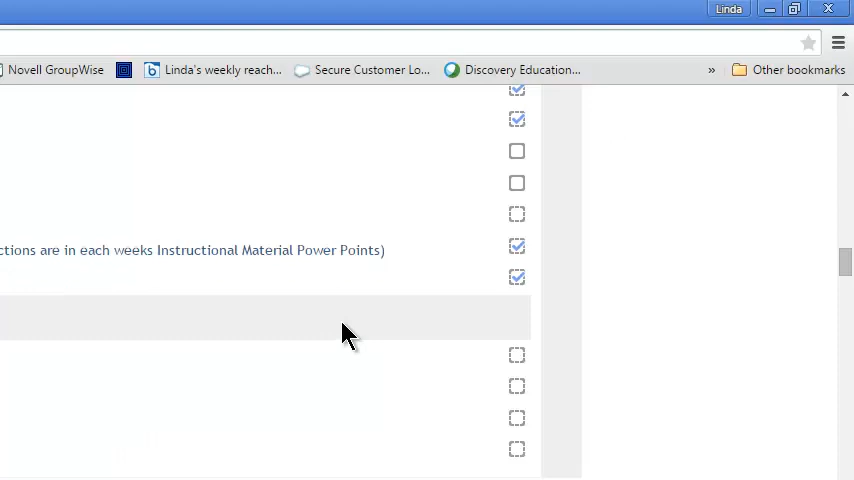 Linda
Novell GroupWise
b Linda's weekly reach...
Secure Customer Lo...
Discovery Education...
» Other bookmarks
ctions are in each weeks Instructional Material Power Points)